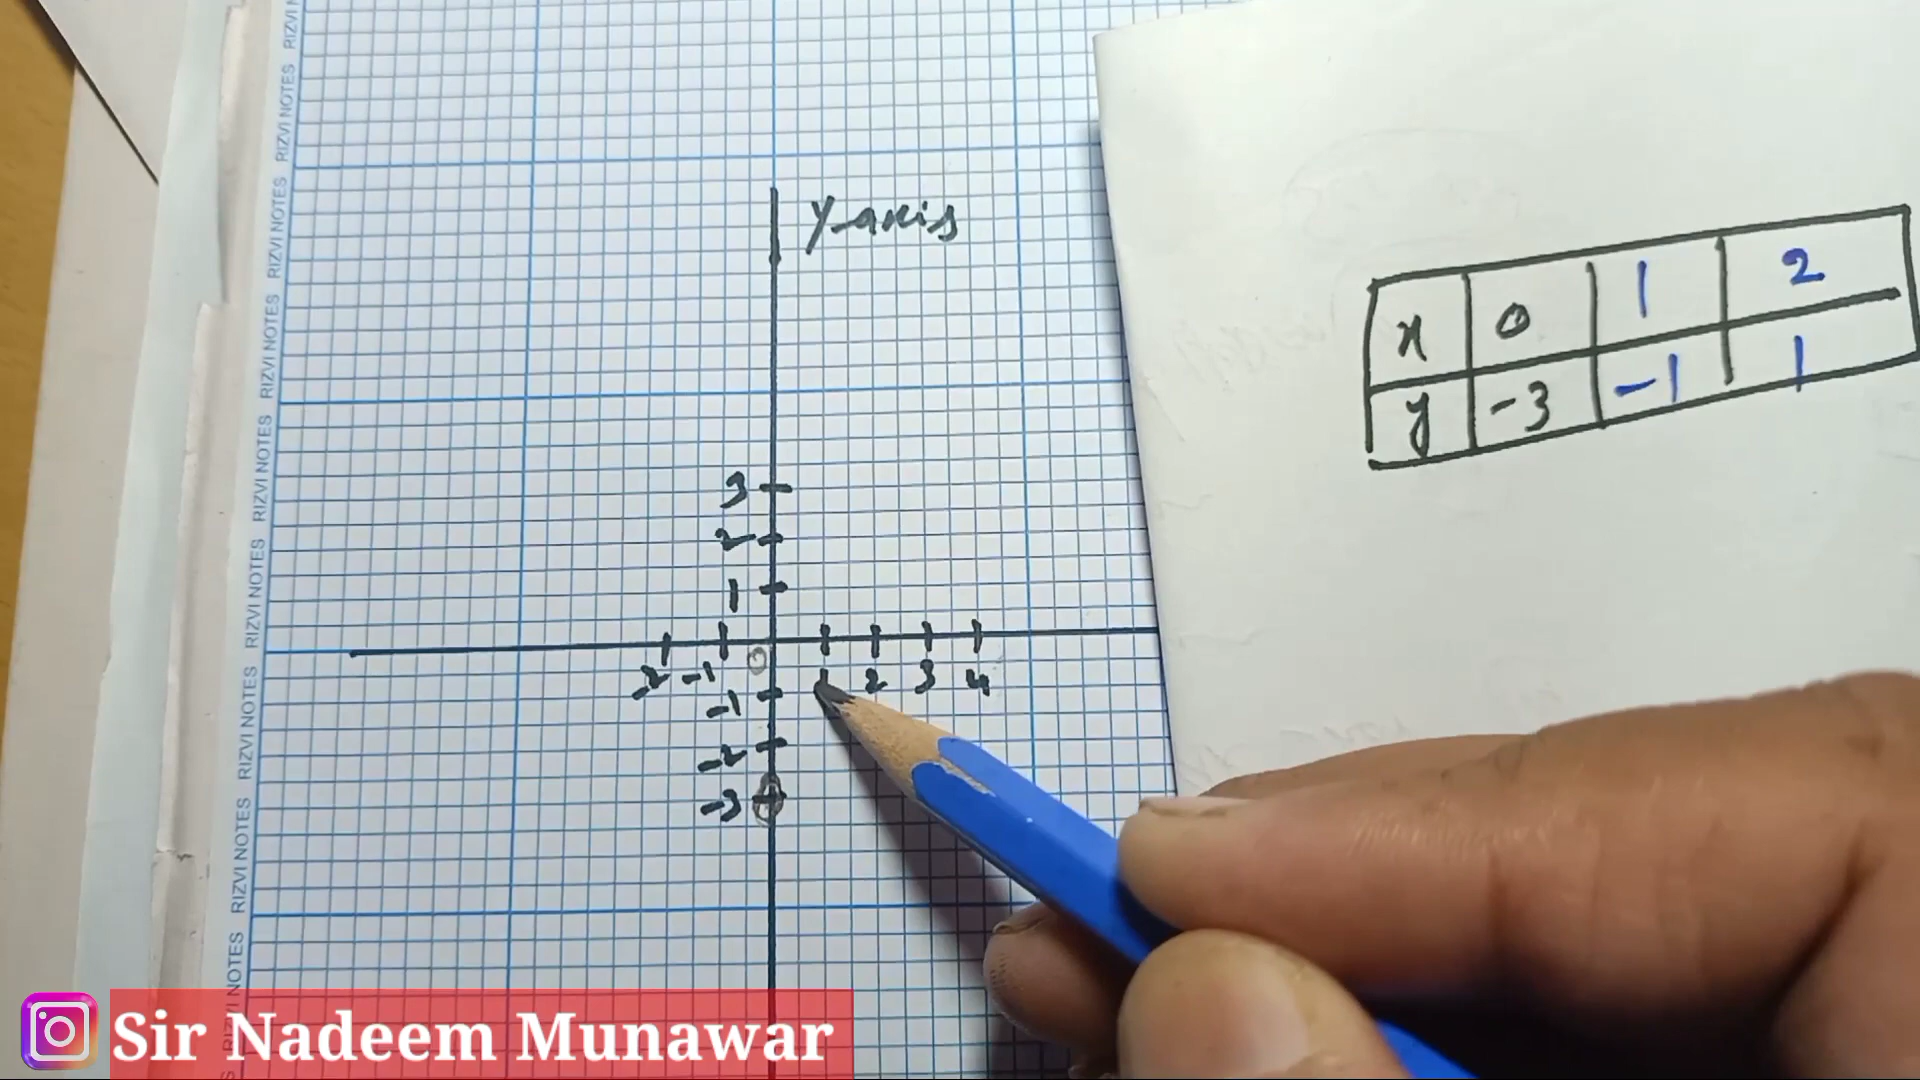 RIZVI NOTES
RIZVI NOTES
RIZVI NOTES
RIZVI NOTES
RIZVI NOTES
RIZVI NOTES
RIZVI NOTES
RIZVI NOTES
RIZVI NOTES
Y-axis
x 0 1 2
y -3 -1 1
3
2
1
0
-2 -1 1 2 3 4
-1
-2
-3
Sir Nadeem Munawar